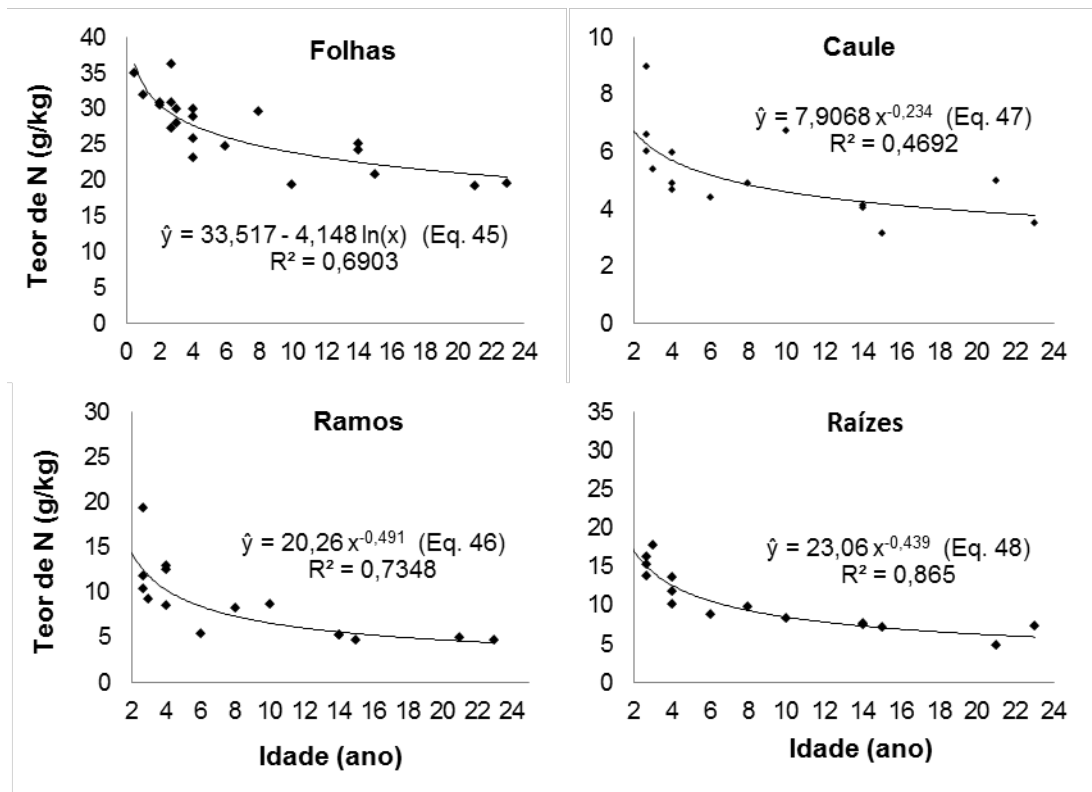 Folhas
Teor de N (g/kg)
40
35
30
25
20
15
10
5
0
ŷ = 33,517 - 4,148 ln(x) (Eq. 45)
R² = 0,6903
0 2 4 6 8 10 12 14 16 18 20 22 24
Caule
10
8
6
4
2
0
ŷ = 7,9068 x^-0,234 (Eq. 47)
R² = 0,4692
2 4 6 8 10 12 14 16 18 20 22 24
Ramos
Teor de N (g/kg)
30
25
20
15
10
5
0
ŷ = 20,26 x^-0,491 (Eq. 46)
R² = 0,7348
2 4 6 8 10 12 14 16 18 20 22 24
Idade (ano)
Raízes
35
30
25
20
15
10
5
0
ŷ = 23,06 x^-0,439 (Eq. 48)
R² = 0,865
2 4 6 8 10 12 14 16 18 20 22 24
Idade (ano)